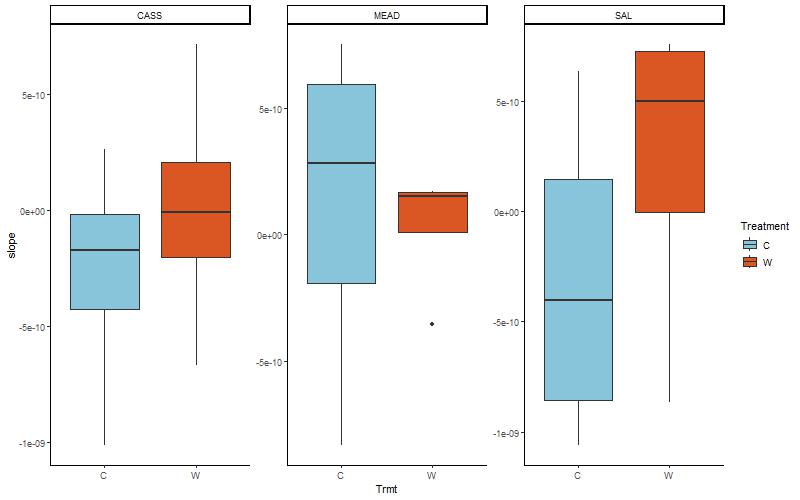 CASS
MEAD
SAL
slope
5e-10
0e+00
-5e-10
-1e-09
5e-10
0e+00
-5e-10
5e-10
0e+00
-5e-10
-1e-09
C
W
C
W
C
W
Trmt
Treatment
C
W